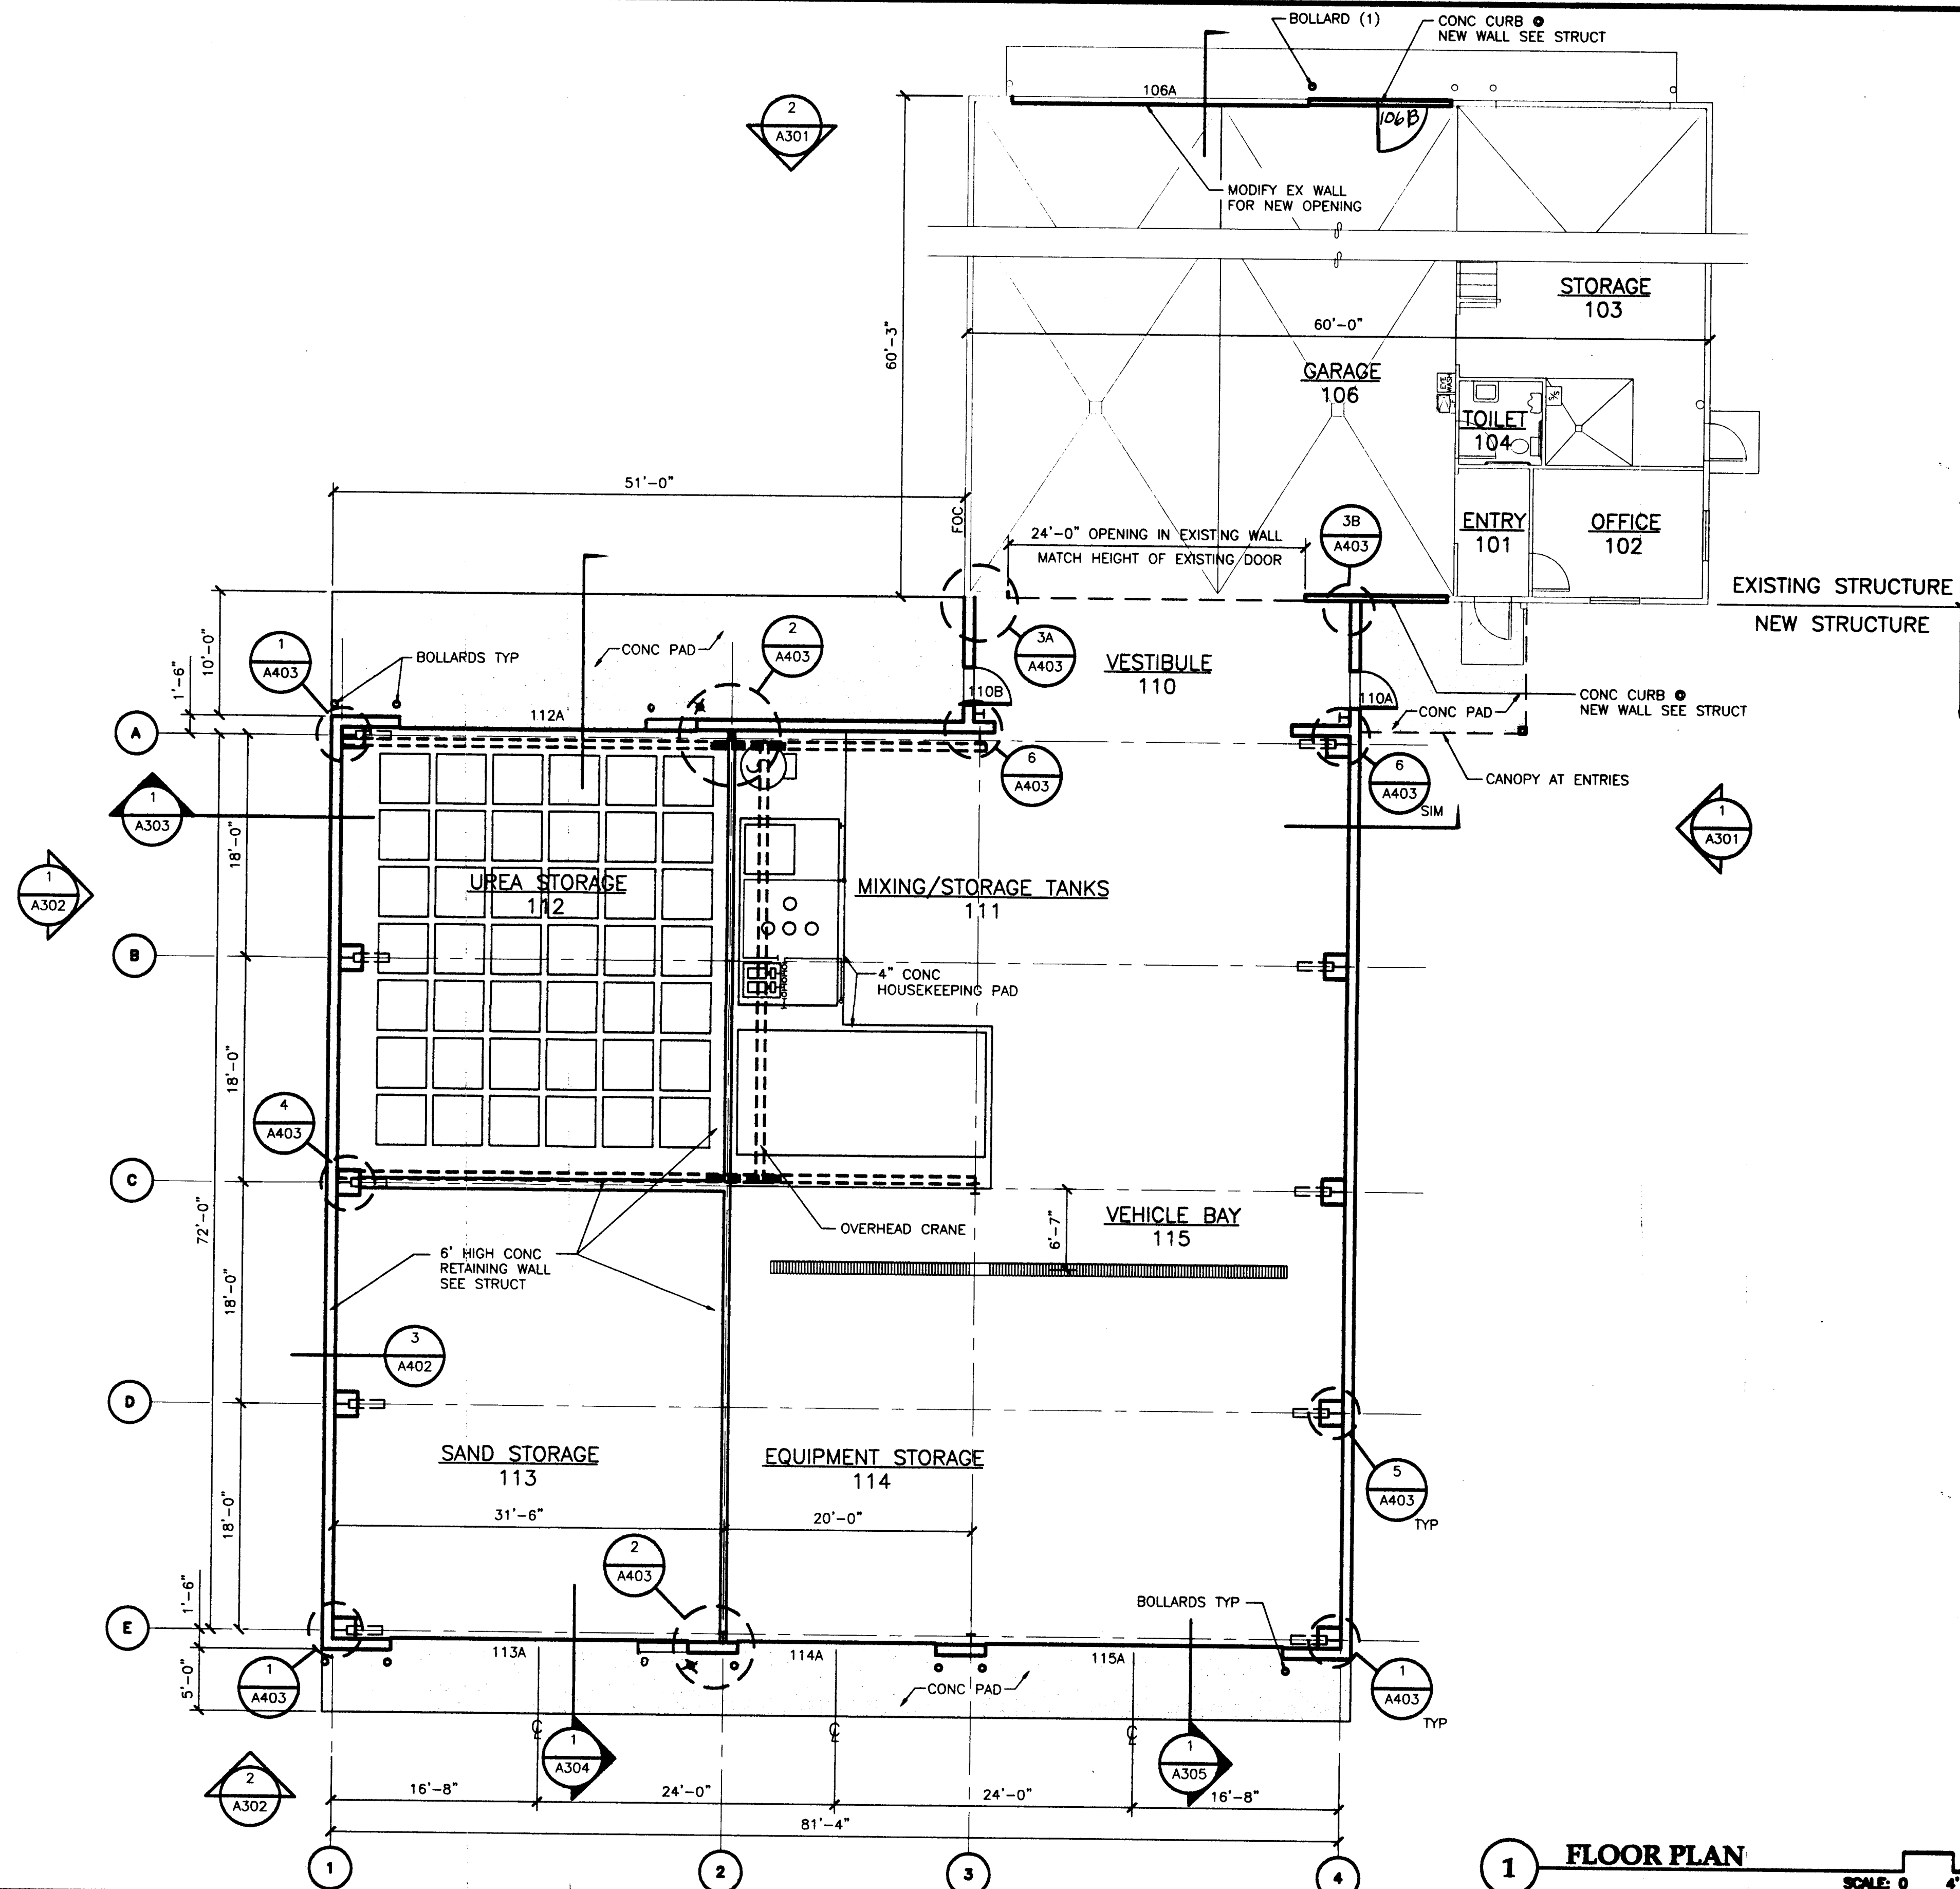 BOLLARD (1)
CONC CURB @
NEW WALL SEE STRUCT
2
A301
106A
106B
MODIFY EX WALL
FOR NEW OPENING
STORAGE
103
60'-3"
60'-0"
GARAGE
106
EYE
WASH
S/S
TOILET
104
51'-0"
FOC
24'-0" OPENING IN EXISTING WALL
MATCH HEIGHT OF EXISTING DOOR
3B
A403
ENTRY
101
OFFICE
102
EXISTING STRUCTURE
NEW STRUCTURE
10'-0"
1'-6"
1
A403
BOLLARDS TYP
CONC PAD
2
A403
3A
A403
VESTIBULE
110
110B
110A
CONC CURB @
NEW WALL SEE STRUCT
CONC PAD
A
112A
6
A403
6
A403
SIM
CANOPY AT ENTRIES
1
A303
18'-0"
1
A301
1
A302
UREA STORAGE
112
MIXING/STORAGE TANKS
111
B
4" CONC
HOUSEKEEPING PAD
18'-0"
4
A403
C
72'-0"
OVERHEAD CRANE
VEHICLE BAY
115
6'-7"
6' HIGH CONC
RETAINING WALL
SEE STRUCT
18'-0"
3
A402
D
SAND STORAGE
113
EQUIPMENT STORAGE
114
5
A403
TYP
18'-0"
31'-6"
20'-0"
2
A403
1'-6"
BOLLARDS TYP
E
113A
114A
115A
5'-0"
1
A403
CONC PAD
1
A403
TYP
1
A304
1
A305
2
A302
16'-8"
24'-0"
24'-0"
16'-8"
81'-4"
1
2
3
4
1
FLOOR PLAN
SCALE: 0 4'